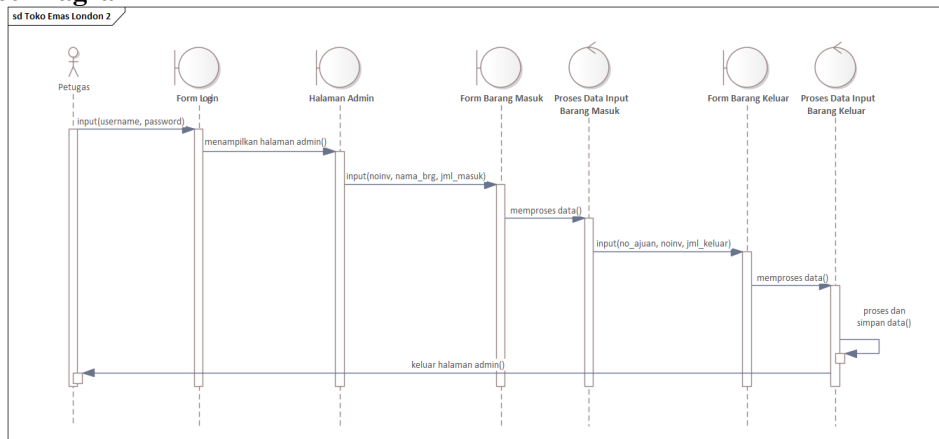 sd Toko Emas London 2
Petugas
Form Login
Halaman Admin
Form Barang Masuk
Proses Data Input
Barang Masuk
Form Barang Keluar
Proses Data Input
Barang Keluar
input(username, password)
menampilkan halaman admin()
input(noinv, nama_brg, jml_masuk)
memproses data()
input(no_ajuan, noinv, jml_keluar)
memproses data()
proses dan
simpan data()
keluar halaman admin()